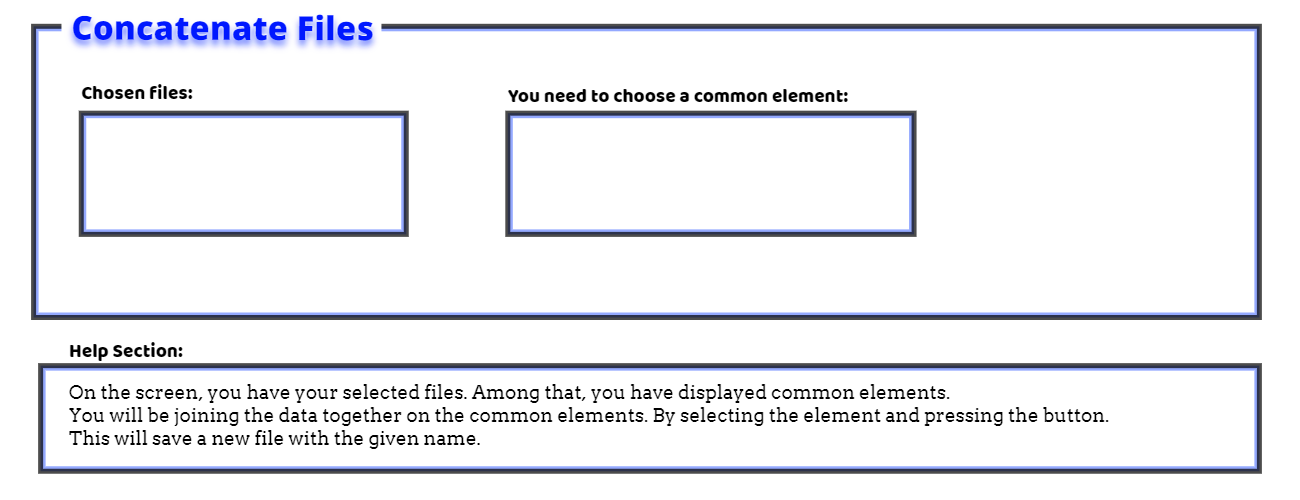 Concatenate Files
Chosen files:
You need to choose a common element:
Help Section:
On the screen, you have your selected files. Among that, you have displayed common elements.
You will be joining the data together on the common elements. By selecting the element and pressing the button.
This will save a new file with the given name.